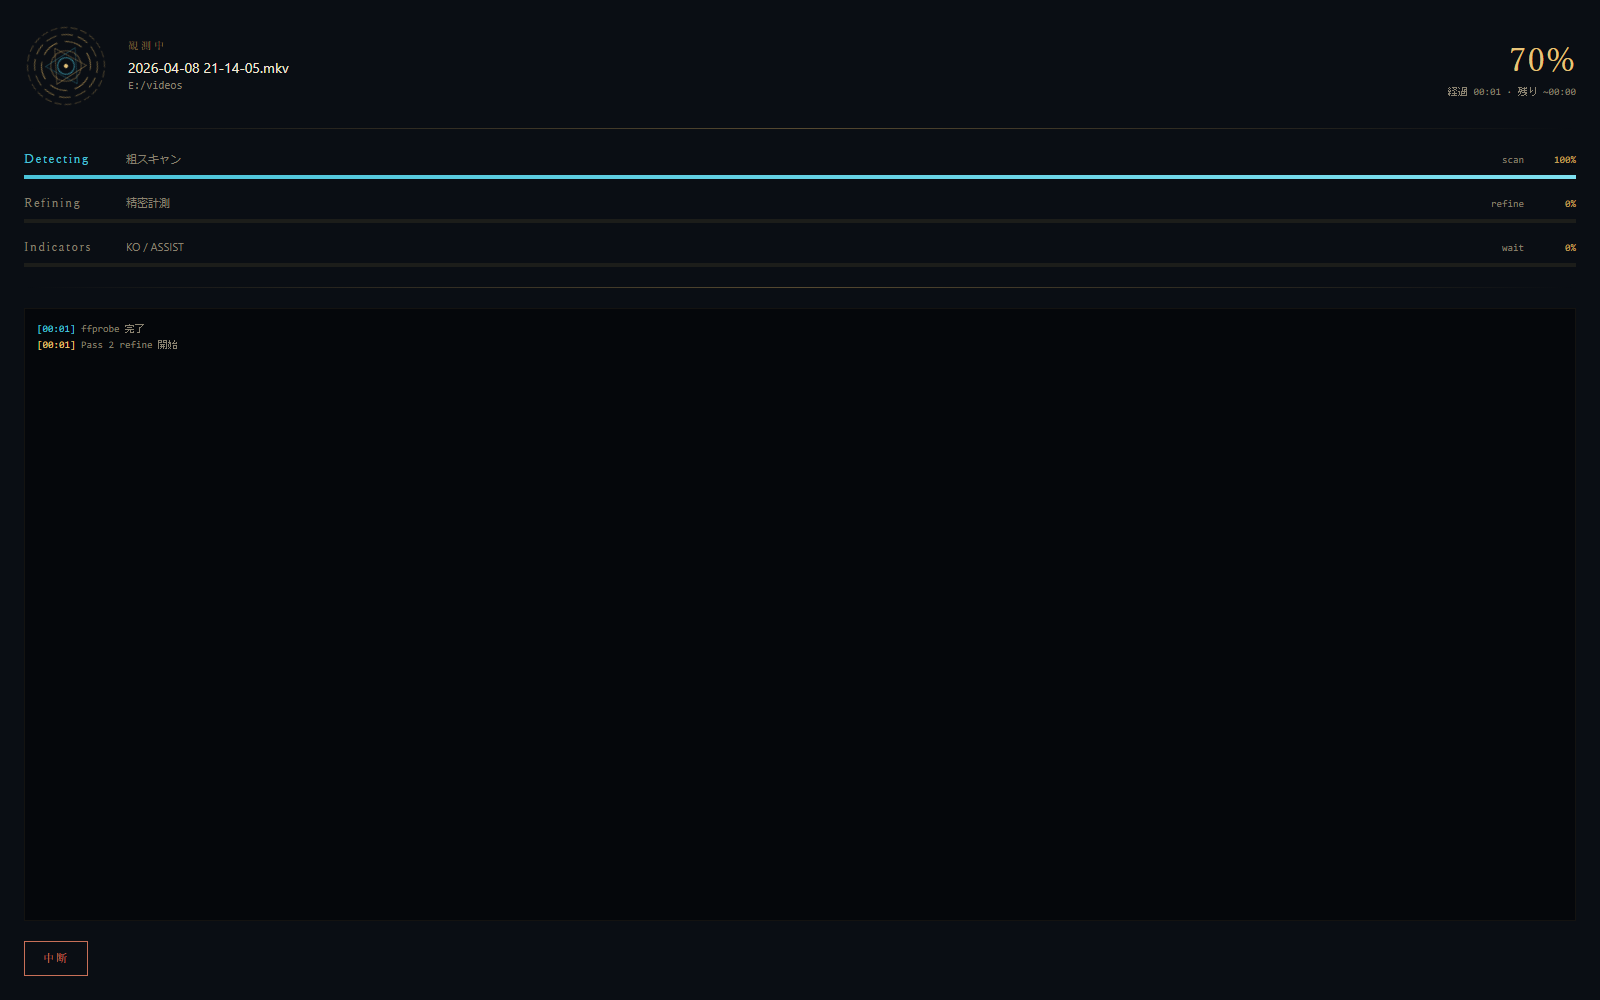 観測中
2026-04-08 21-14-05.mkv
E:/videos
70%
経過 00:01 · 残り ~00:00
Detecting 粗スキャン scan 100%
Refining 精密計測 refine 0%
Indicators KO / ASSIST wait 0%
[00:01] ffprobe 完了
[00:01] Pass 2 refine 開始
中断